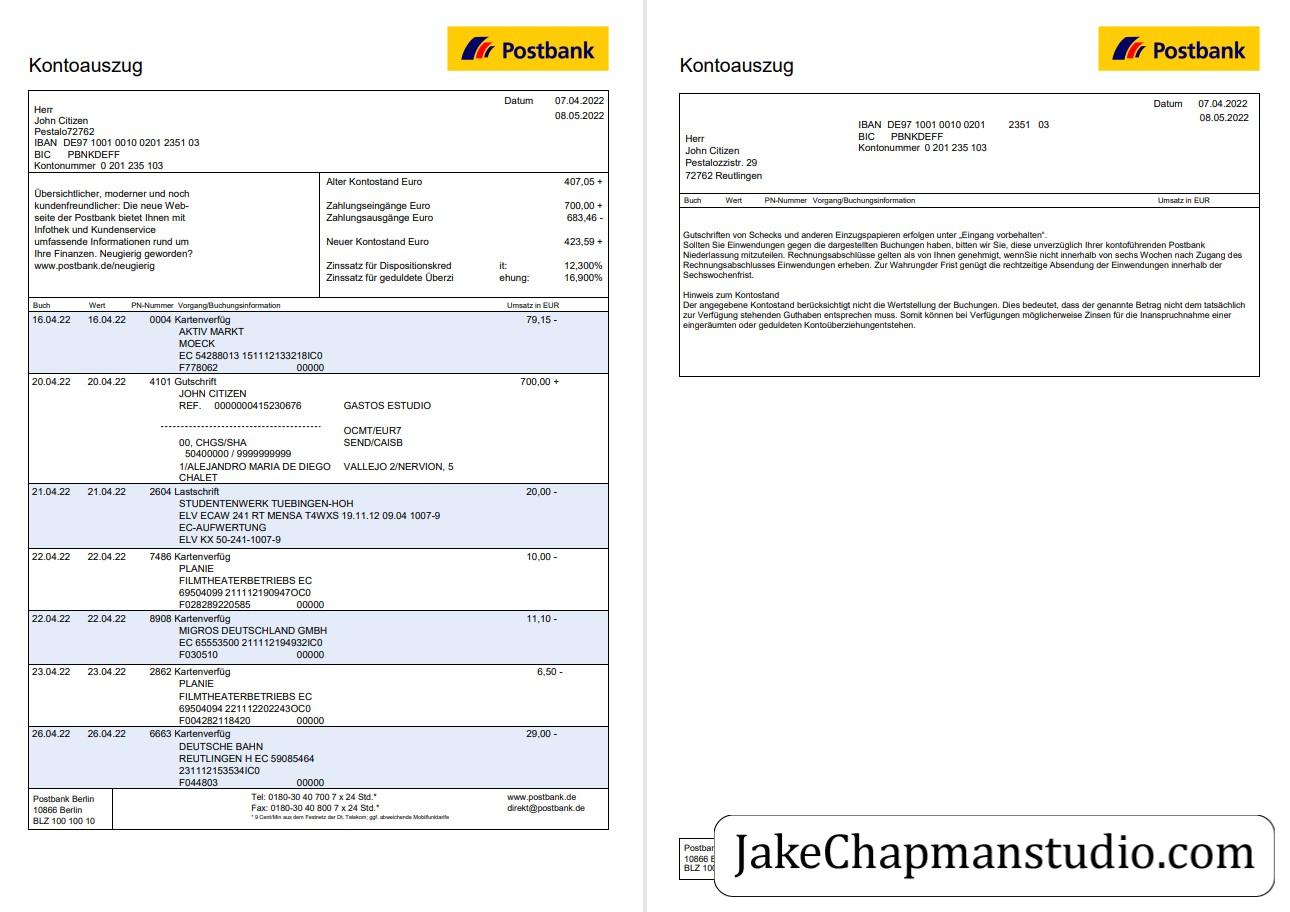 Postbank
Kontoauszug
Datum 07.04.2022
08.05.2022
Herr
John Citizen
Pestalo72762
IBAN DE97 1001 0010 0201 2351 03
BIC PBNKDEFF
Kontonummer 0 201 235 103
Übersichtlicher, moderner und noch
kundenfreundlicher: Die neue Web-
seite der Postbank bietet Ihnen mit
Infothek und Kundenservice
umfassende Informationen rund um
Ihre Finanzen. Neugierig geworden?
www.postbank.de/neugierig
Alter Kontostand Euro 407,05 +
Zahlungseingänge Euro 700,00 +
Zahlungsausgänge Euro 683,46 -
Neuer Kontostand Euro 423,59 +
Zinssatz für Dispositionskred it: 12,300%
Zinssatz für geduldete Überzi ehung: 16,900%
Buch Wert PN-Nummer Vorgang/Buchungsinformation Umsatz in EUR
16.04.22 16.04.22 0004 Kartenverfüg 79,15 -
AKTIV MARKT
MOECK
EC 54288013 151112133218IC0
F778062 00000
20.04.22 20.04.22 4101 Gutschrift 700,00 +
JOHN CITIZEN
REF. 0000000415230676 GASTOS ESTUDIO
OCMT/EUR7
00, CHGS/SHA SEND/CAISB
50400000 / 9999999999
1/ALEJANDRO MARIA DE DIEGO VALLEJO 2/NERVION, 5
CHALET
21.04.22 21.04.22 2604 Lastschrift 20,00 -
STUDENTENWERK TUEBINGEN-HOH
ELV ECAW 241 RT MENSA T4WXS 19.11.12 09.04 1007-9
EC-AUFWERTUNG
ELV KX 50-241-1007-9
22.04.22 22.04.22 7486 Kartenverfüg 10,00 -
PLANIE
FILMTHEATERBETRIEBS EC
69504099 211112190947OC0
F028289220585 00000
22.04.22 22.04.22 8908 Kartenverfüg 11,10 -
MIGROS DEUTSCHLAND GMBH
EC 65553500 211112194932IC0
F030510 00000
23.04.22 23.04.22 2862 Kartenverfüg 6,50 -
PLANIE
FILMTHEATERBETRIEBS EC
69504094 221112202243OC0
F004282118420 00000
26.04.22 26.04.22 6663 Kartenverfüg 29,00 -
DEUTSCHE BAHN
REUTLINGEN H EC 59085464
231112153534IC0
F044803 00000
Postbank Berlin
10866 Berlin
BLZ 100 100 10
Tel: 0180-30 40 700 7 x 24 Std.*
Fax: 0180-30 40 800 7 x 24 Std.*
* 9 Cent/Min aus dem Festnetz der Dt. Telekom; ggf. abweichende Mobilfunktarife
www.postbank.de
direkt@postbank.de
Postbank
Kontoauszug
Datum 07.04.2022
08.05.2022
IBAN DE97 1001 0010 0201 2351 03
BIC PBNKDEFF
Kontonummer 0 201 235 103
Herr
John Citizen
Pestalozzistr. 29
72762 Reutlingen
Buch Wert PN-Nummer Vorgang/Buchungsinformation Umsatz in EUR
Gutschriften von Schecks und anderen Einzugspapieren erfolgen unter „Eingang vorbehalten“.
Sollten Sie Einwendungen gegen die dargestellten Buchungen haben, bitten wir Sie, diese unverzüglich Ihrer kontoführenden Postbank
Niederlassung mitzuteilen. Rechnungsabschlüsse gelten als von Ihnen genehmigt, wennSie nicht innerhalb von sechs Wochen nach Zugang des
Rechnungsabschlusses Einwendungen erheben. Zur Wahrungder Frist genügt die rechtzeitige Absendung der Einwendungen innerhalb der
Sechswochenfrist.
Hinweis zum Kontostand
Der angegebene Kontostand berücksichtigt nicht die Wertstellung der Buchungen. Dies bedeutet, dass der genannte Betrag nicht dem tatsächlich
zur Verfügung stehenden Guthaben entsprechen muss. Somit können bei Verfügungen möglicherweise Zinsen für die Inanspruchnahme einer
eingeräumten oder geduldeten Kontoüberziehungentstehen.
Postban
10866 B
BLZ 100
JakeChapmanstudio.com